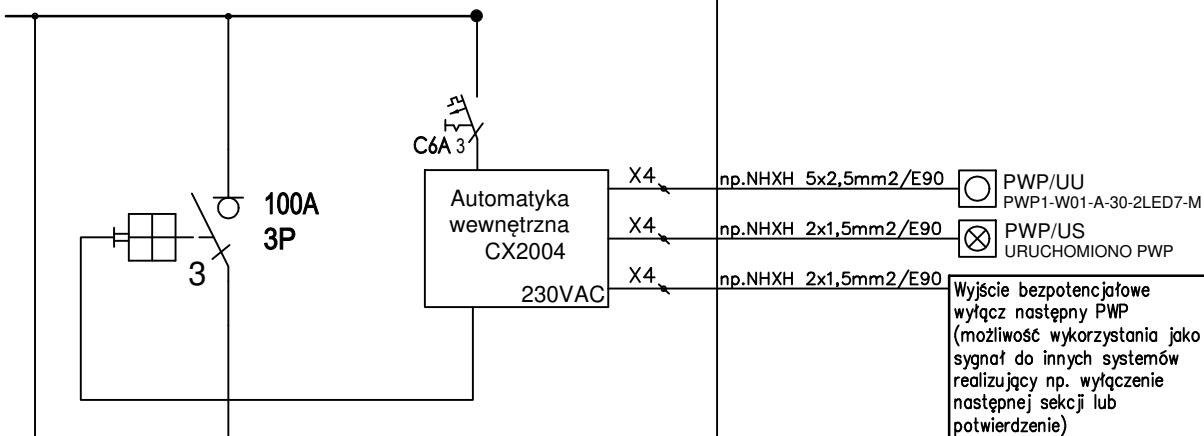 C6A 3
100A
3P
3
Automatyka
wewnętrzna
CX2004
230VAC
X4
np.NHXH 5x2,5mm2/E90
PWP/UU
PWP1-W01-A-30-2LED7-M
X4
np.NHXH 2x1,5mm2/E90
PWP/US
URUCHOMIONO PWP
X4
np.NHXH 2x1,5mm2/E90
Wyjście bezpotencjałowe
wyłącz następny PWP
(możliwość wykorzystania jako
sygnał do innych systemów
realizujący np. wyłączenie
następnej sekcji lub
potwierdzenie)